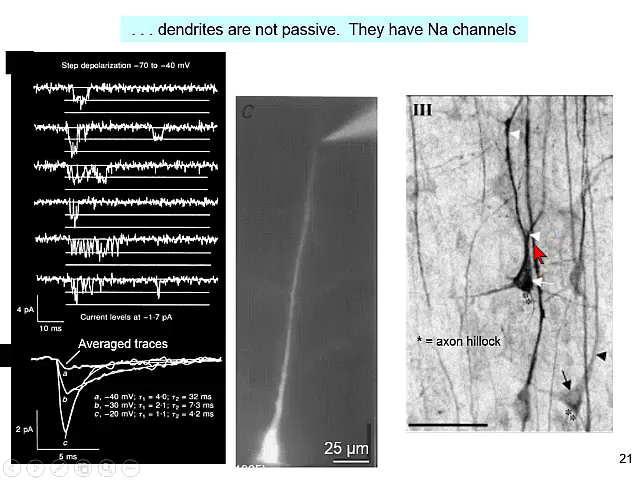 . . . dendrites are not passive. They have Na channels
Step depolarization −70 to −40 mV
4 pA
10 ms
Current levels at −1·7 pA
Averaged traces
a
b
c
a, −40 mV; τ₁ = 4·0; τ₂ = 32 ms
b, −30 mV; τ₁ = 2·1; τ₂ = 7·3 ms
c, −20 mV; τ₁ = 1·1; τ₂ = 4·2 ms
2 pA
5 ms
C
25 µm
III
**
* = axon hillock
**
21